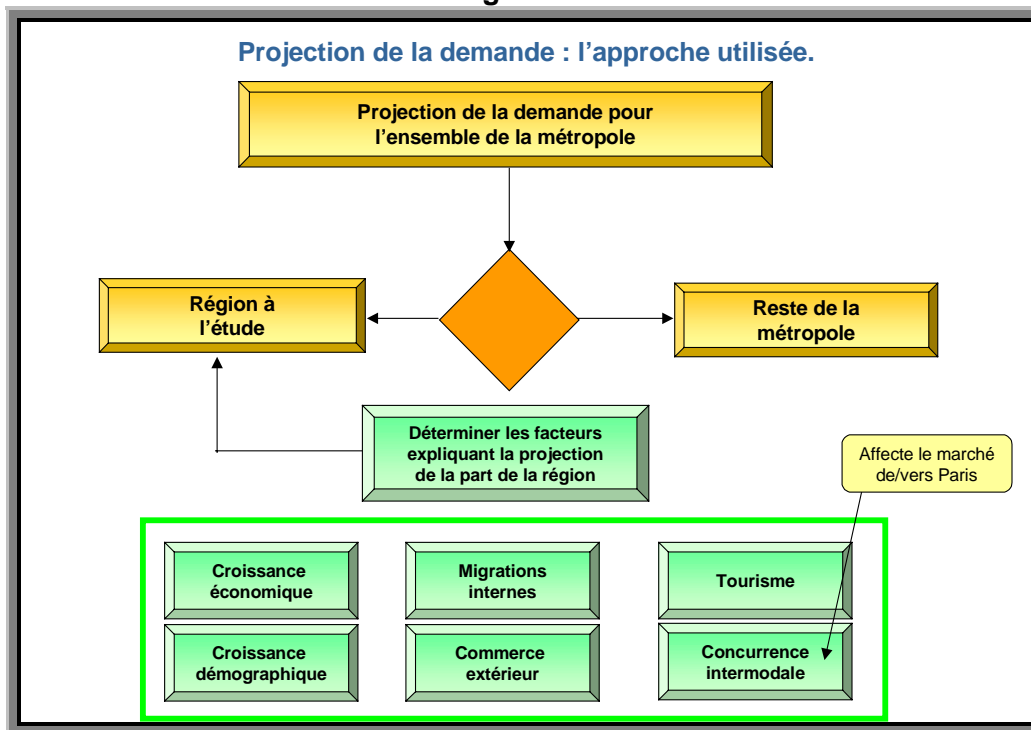 Projection de la demande : l'approche utilisée.
Projection de la demande pour
l'ensemble de la métropole
Région à
l'étude
Reste de la
métropole
Déterminer les facteurs
expliquant la projection
de la part de la région
Affecte le marché
de/vers Paris
Croissance
économique
Migrations
internes
Tourisme
Croissance
démographique
Commerce
extérieur
Concurrence
intermodale